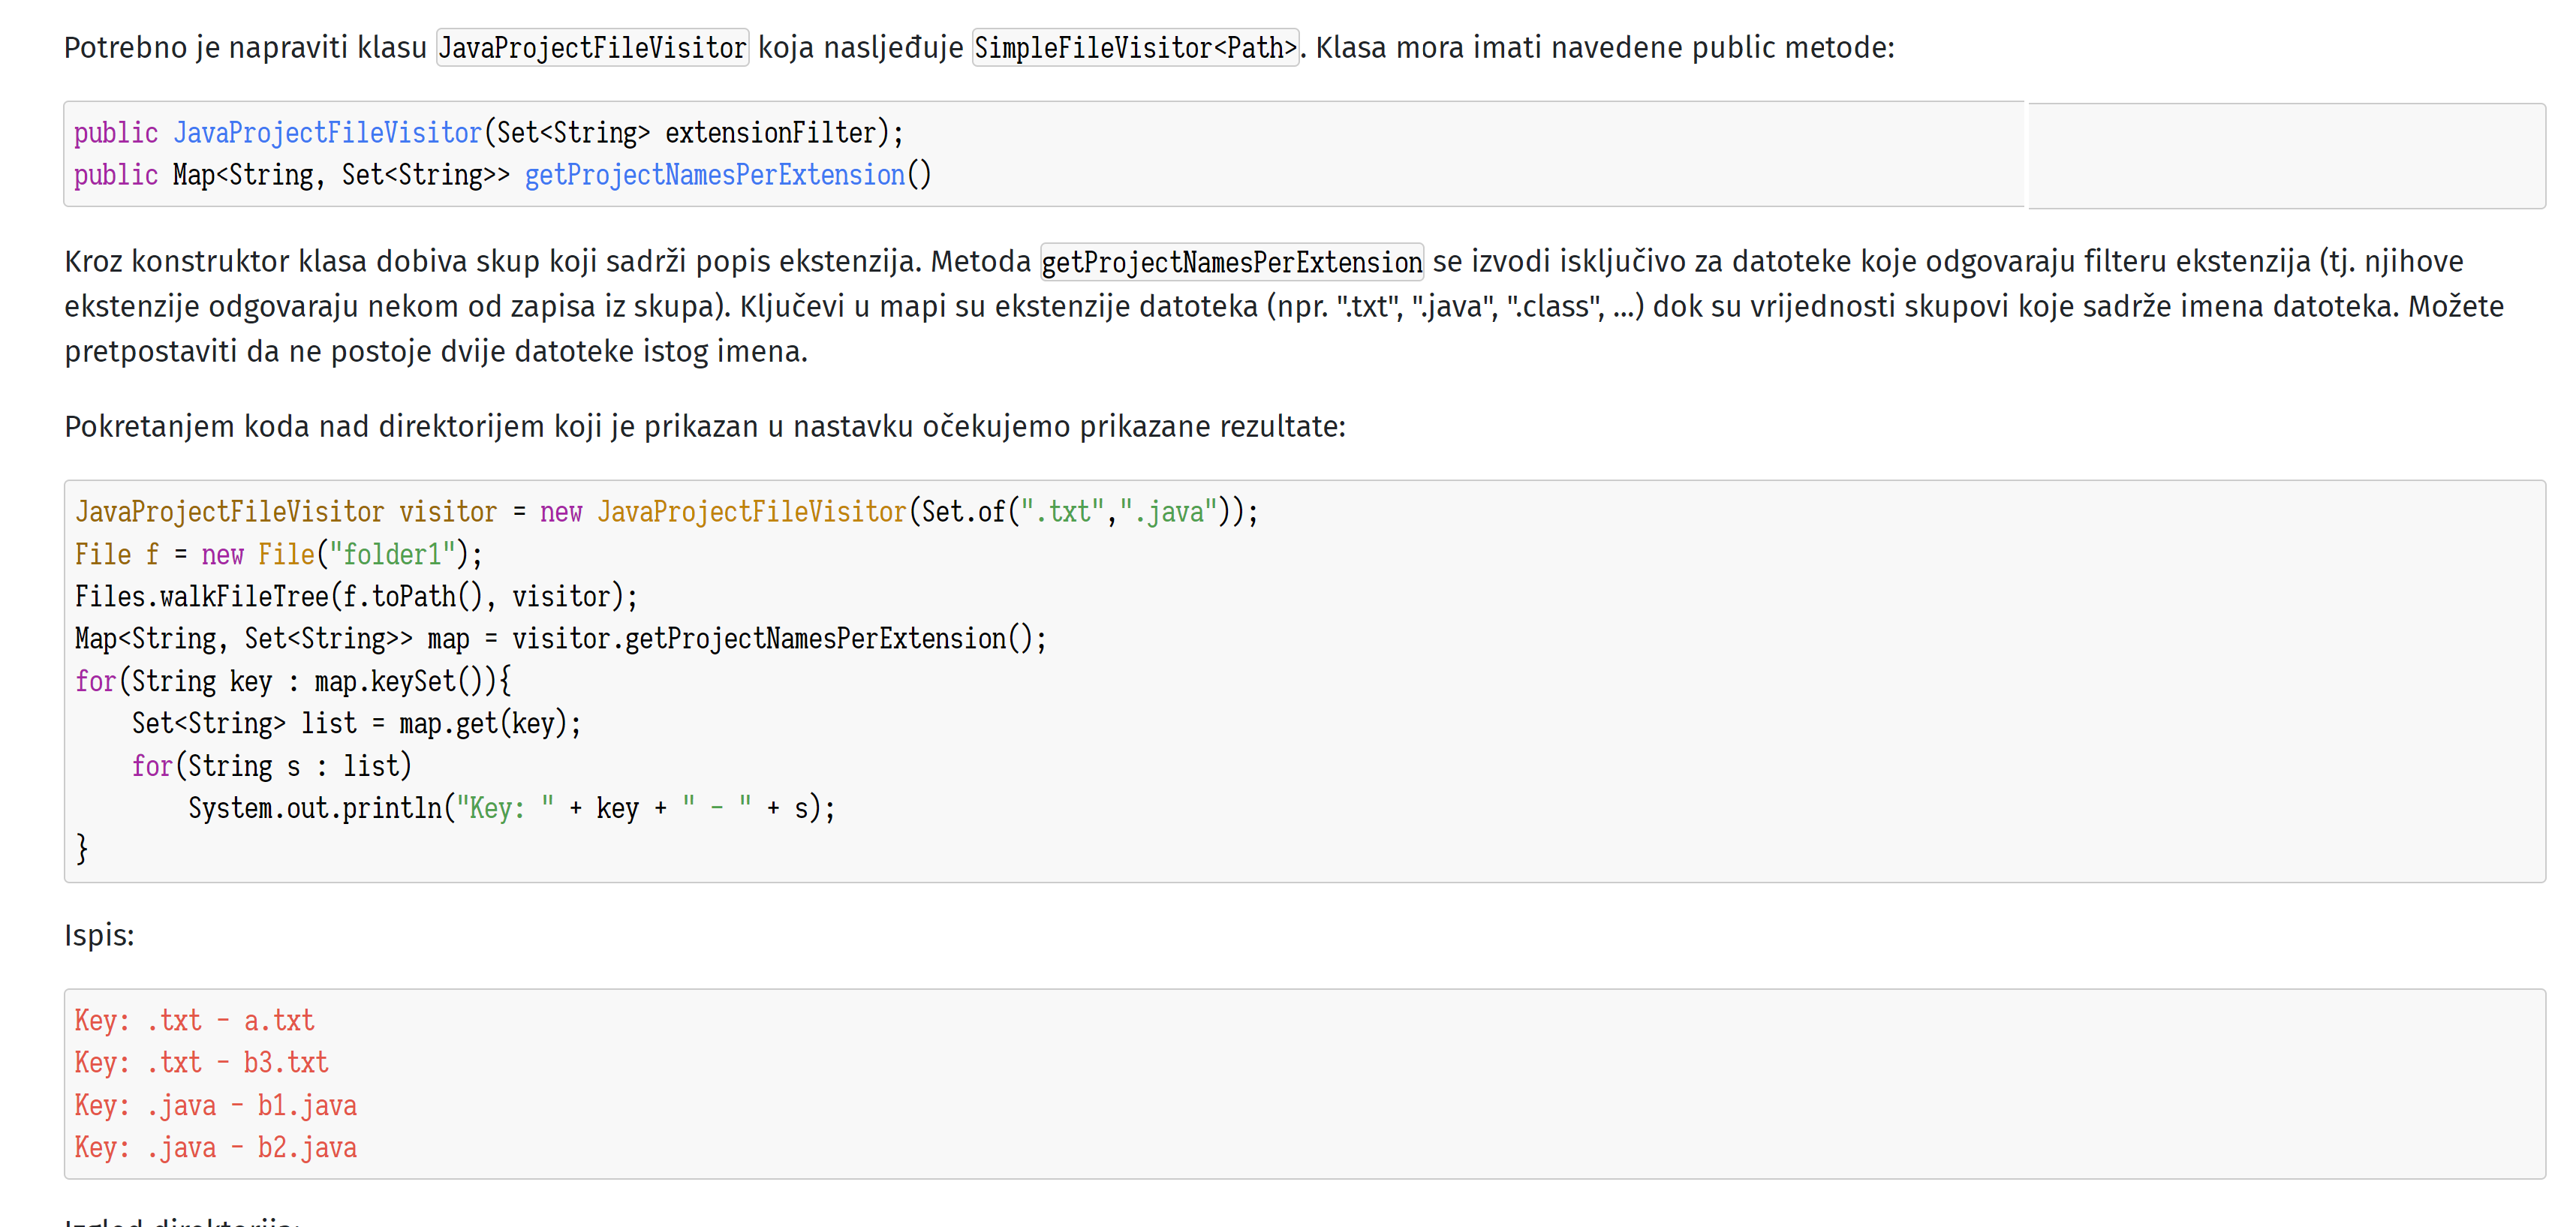 Potrebno je napraviti klasu JavaProjectFileVisitor koja nasljeđuje SimpleFileVisitor<Path>. Klasa mora imati navedene public metode:
public JavaProjectFileVisitor(Set<String> extensionFilter);
public Map<String, Set<String>> getProjectNamesPerExtension()
Kroz konstruktor klasa dobiva skup koji sadrži popis ekstenzija. Metoda getProjectNamesPerExtension se izvodi isključivo za datoteke koje odgovaraju filteru ekstenzija (tj. njihove
ekstenzije odgovaraju nekom od zapisa iz skupa). Ključevi u mapi su ekstenzije datoteka (npr. ".txt", ".java", ".class", ...) dok su vrijednosti skupovi koje sadrže imena datoteka. Možete
pretpostaviti da ne postoje dvije datoteke istog imena.
Pokretanjem koda nad direktorijem koji je prikazan u nastavku očekujemo prikazane rezultate:
JavaProjectFileVisitor visitor = new JavaProjectFileVisitor(Set.of(".txt",".java"));
File f = new File("folder1");
Files.walkFileTree(f.toPath(), visitor);
Map<String, Set<String>> map = visitor.getProjectNamesPerExtension();
for(String key : map.keySet()){
    Set<String> list = map.get(key);
    for(String s : list)
        System.out.println("Key: " + key + " - " + s);
}
Ispis:
Key: .txt - a.txt
Key: .txt - b3.txt
Key: .java - b1.java
Key: .java - b2.java
Izgled direktorija: